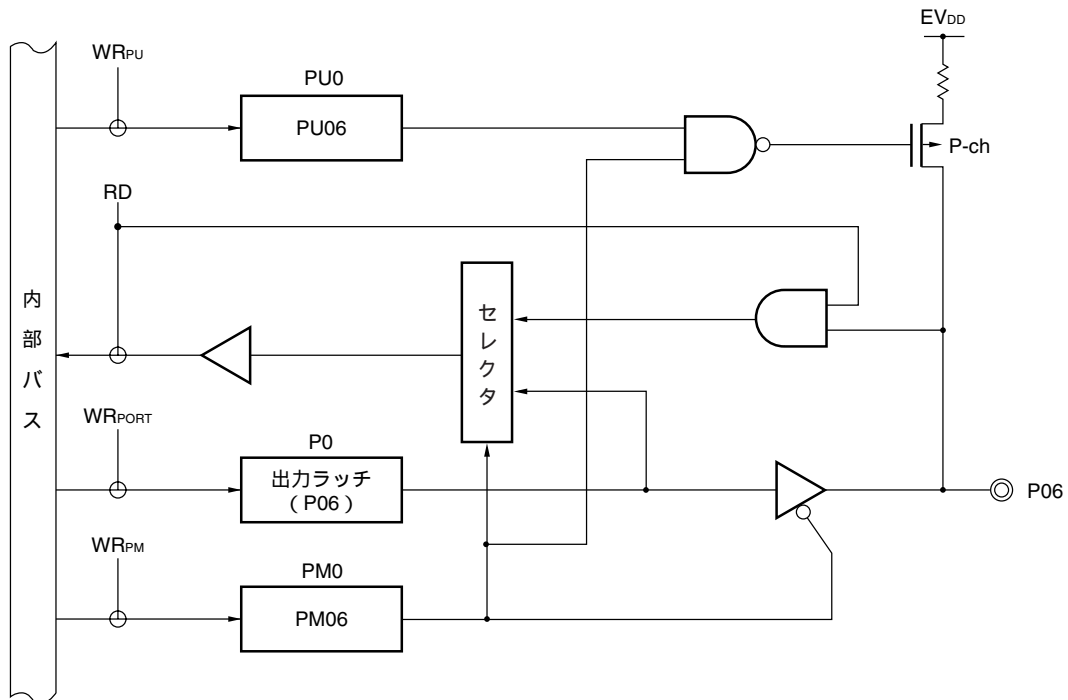 EVDD
WRPU
PU0
PU06
P-ch
RD
内部バス
セレクタ
WRPORT
P0
出力ラッチ
（P06）
P06
WRPM
PM0
PM06